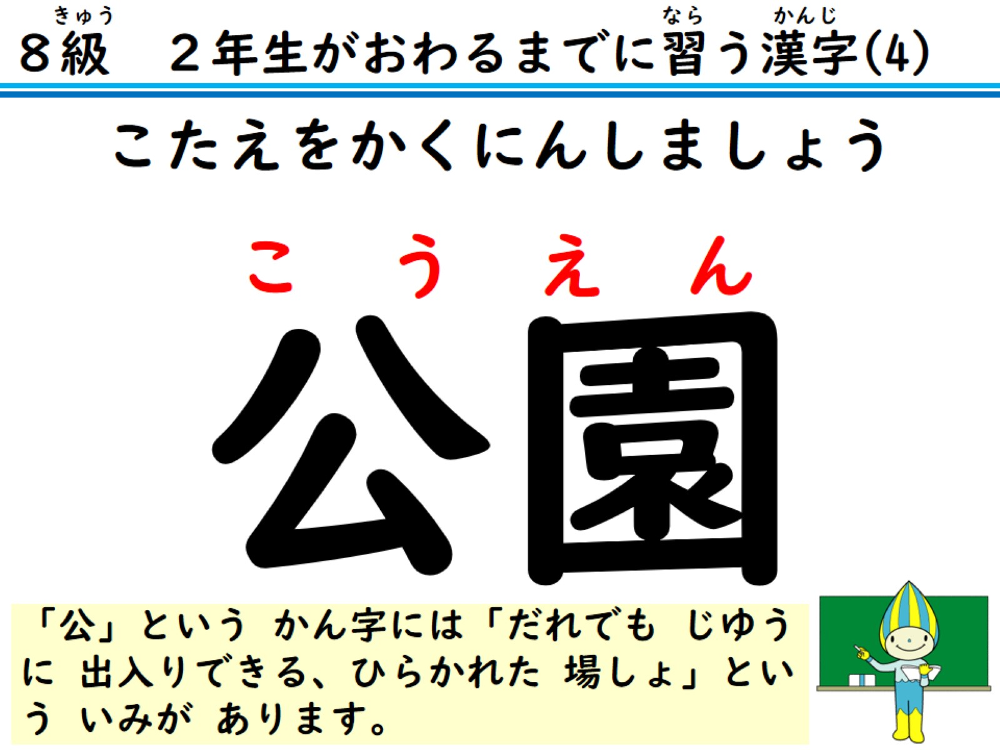 きゅう なら かんじ
８級　２年生がおわるまでに習う漢字(4)
こたえをかくにんしましょう
こ う え ん
公園
「公」という かん字には「だれでも じゆう
に 出入りできる、ひらかれた 場しょ」とい
う いみが あります。